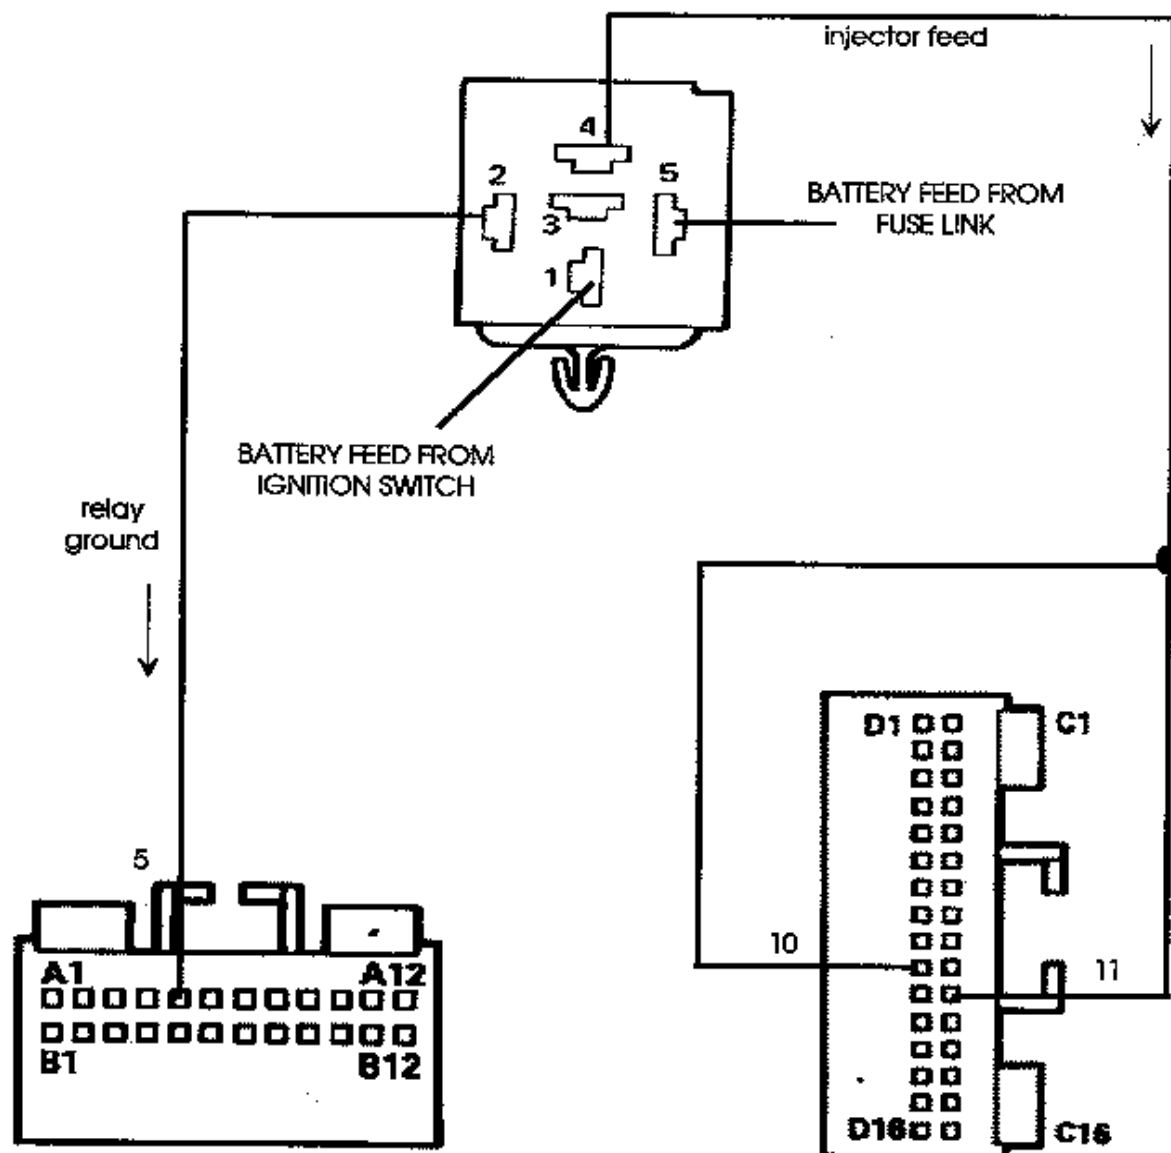 injector feed
4
2
5
3
1
BATTERY FEED FROM
FUSE LINK
BATTERY FEED FROM
IGNITION SWITCH
relay
ground
5
A1 A12
B1 B12
D1 C1
10
11
D16 C16